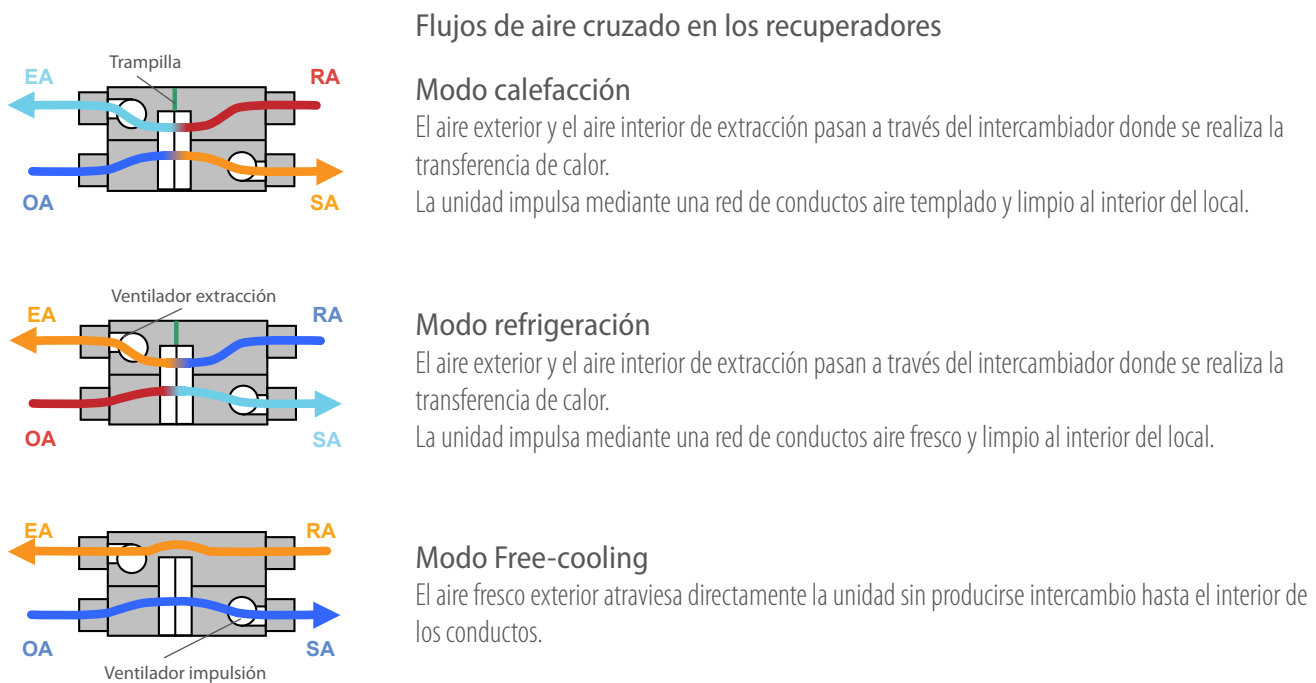 Flujos de aire cruzado en los recuperadores
Trampilla
EA
RA
OA
SA
Modo calefacción
El aire exterior y el aire interior de extracción pasan a través del intercambiador donde se realiza la
transferencia de calor.
La unidad impulsa mediante una red de conductos aire templado y limpio al interior del local.
Ventilador extracción
EA
RA
OA
SA
Modo refrigeración
El aire exterior y el aire interior de extracción pasan a través del intercambiador donde se realiza la
transferencia de calor.
La unidad impulsa mediante una red de conductos aire fresco y limpio al interior del local.
EA
RA
OA
SA
Ventilador impulsión
Modo Free-cooling
El aire fresco exterior atraviesa directamente la unidad sin producirse intercambio hasta el interior de
los conductos.